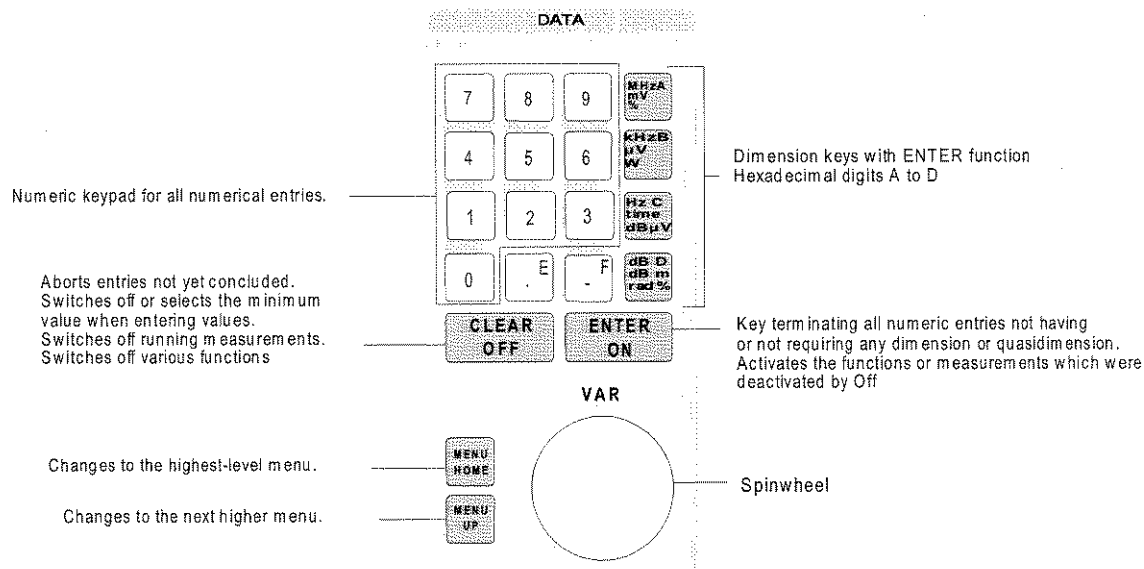 DATA
7
8
9
MHz A
mV
%
4
5
6
kHz B
µV
W
Dimension keys with ENTER function
Hexadecimal digits A to D
Numeric keypad for all numerical entries.
1
2
3
Hz C
time
dBµV
0
. E
- F
dB D
dB m
rad %
Aborts entries not yet concluded.
Switches off or selects the minimum
value when entering values.
Switches off running measurements.
Switches off various functions
CLEAR
OFF
ENTER
ON
Key terminating all numeric entries not having
or not requiring any dimension or quasidimension.
Activates the functions or measurements which were
deactivated by Off
VAR
Changes to the highest-level menu.
MENU
HOME
Spinwheel
Changes to the next higher menu.
MENU
UP